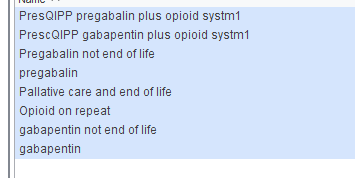 PresQIPP pregabalin plus opioid systm1
PrescQIPP gabapentin plus opioid systm1
Pregabalin not end of life
pregabalin
Pallative care and end of life
Opioid on repeat
gabapentin not end of life
gabapentin